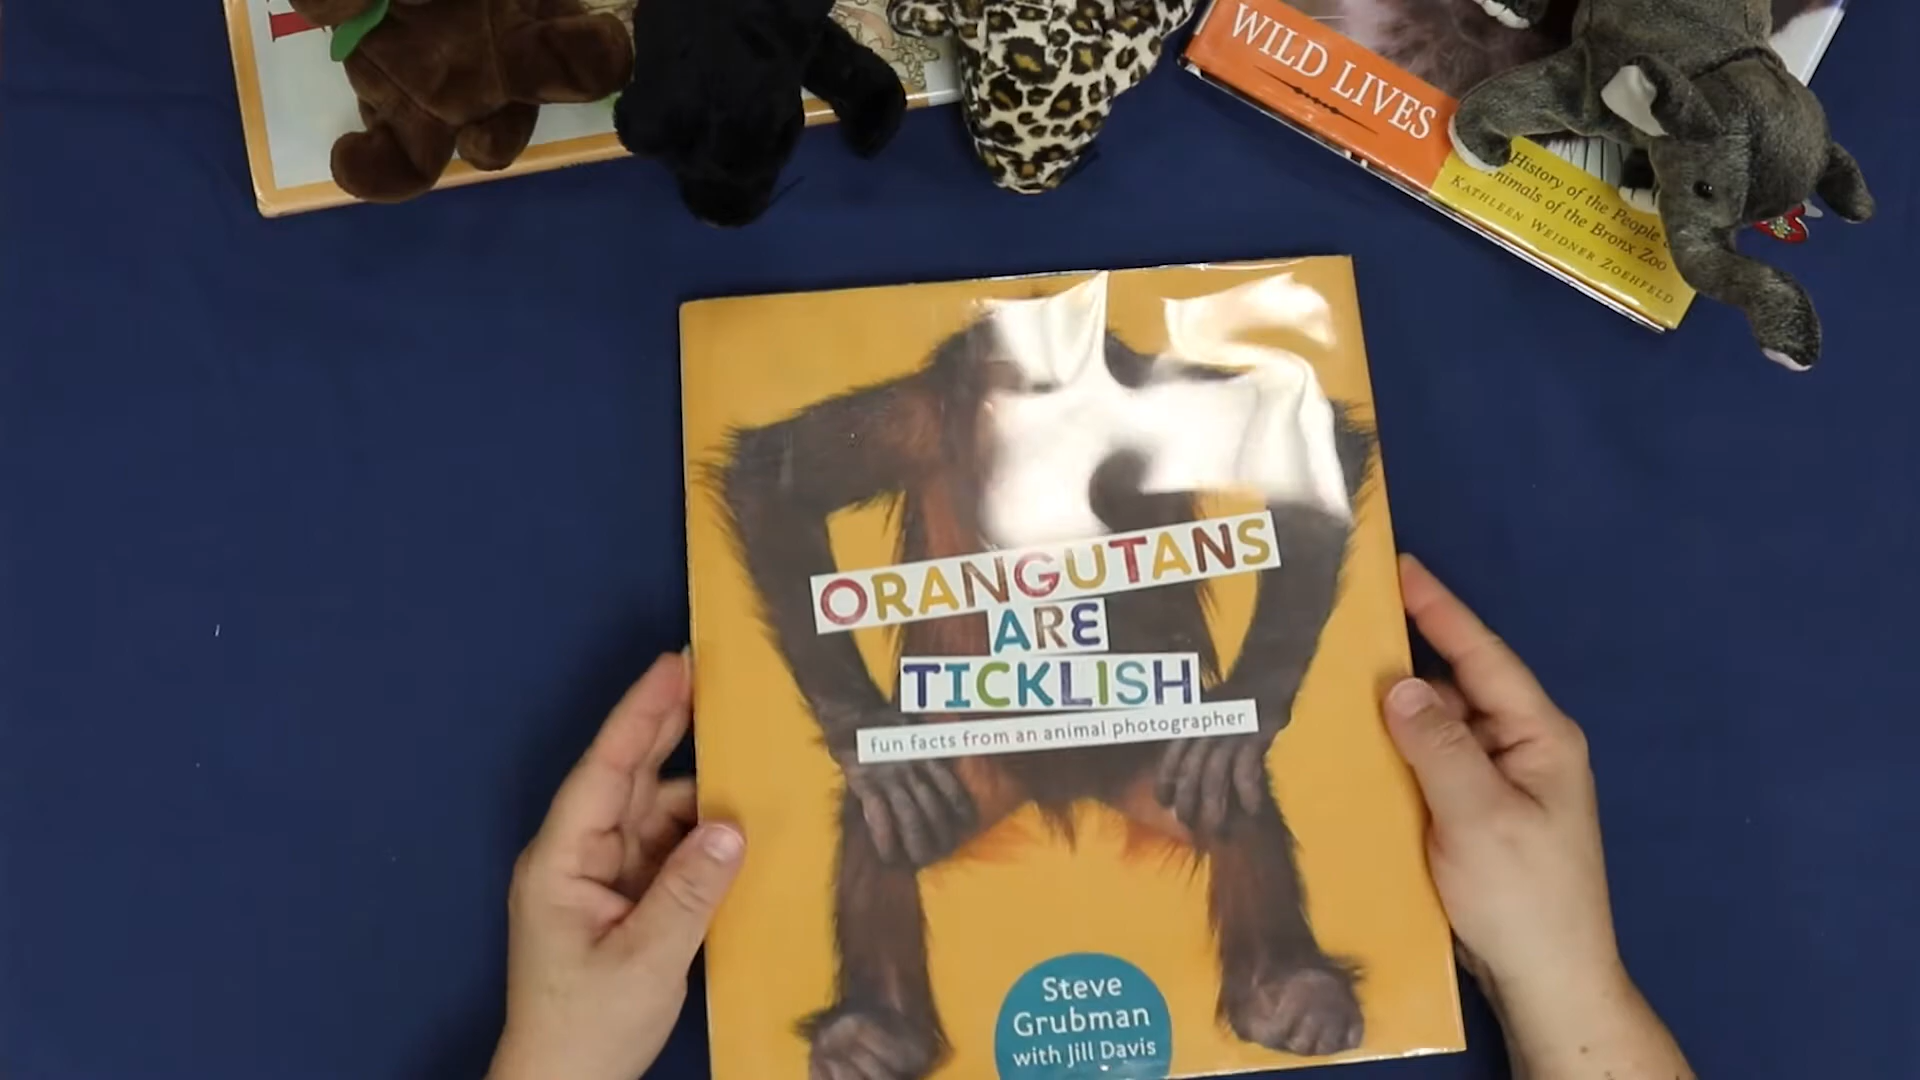 WILD LIVES
History of the People
nimals of the Bronx Zoo
KATHLEEN WEIDNER ZOEHFELD
ORANGUTANS
ARE
TICKLISH
fun facts from an animal photographer
Steve
Grubman
with Jill Davis